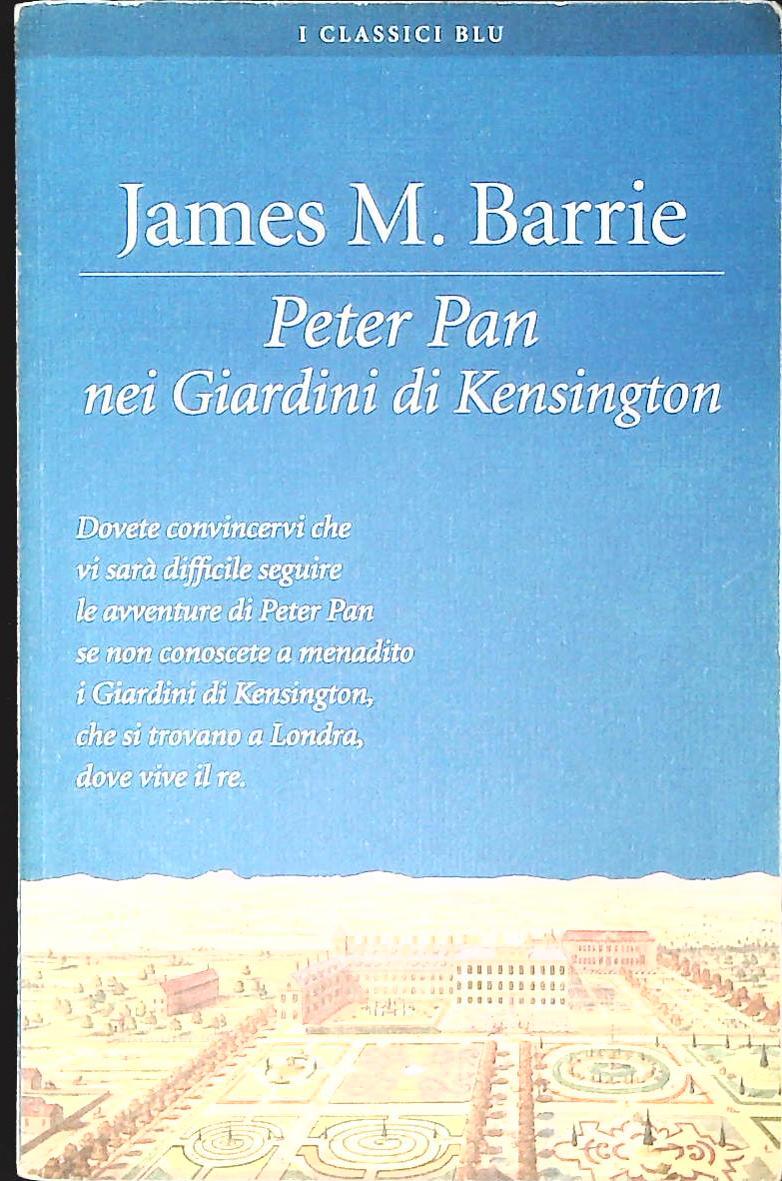 I CLASSICI BLU
James M. Barrie
Peter Pan
nei Giardini di Kensington
Dovete convincervi che
vi sarà difficile seguire
le avventure di Peter Pan
se non conoscete a menadito
i Giardini di Kensington,
che si trovano a Londra,
dove vive il re.